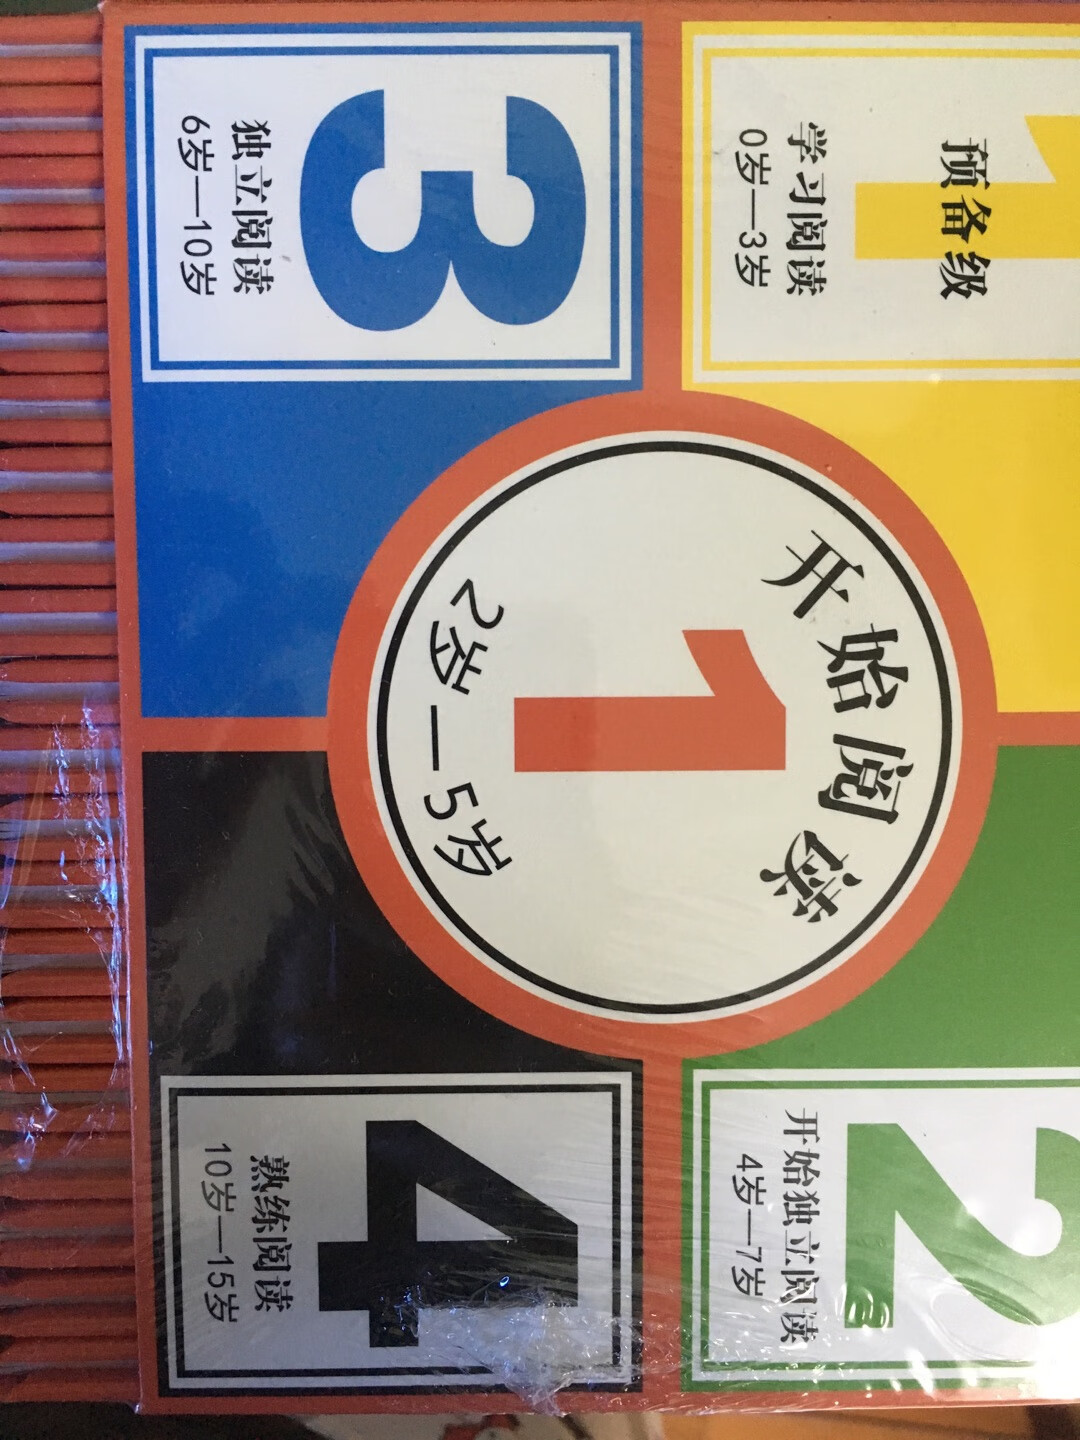 预备级
1
学习阅读
0岁—3岁
2
开始独立阅读
4岁—7岁
开始阅读
1
2岁—5岁
3
独立阅读
6岁—10岁
4
熟练阅读
10岁—15岁